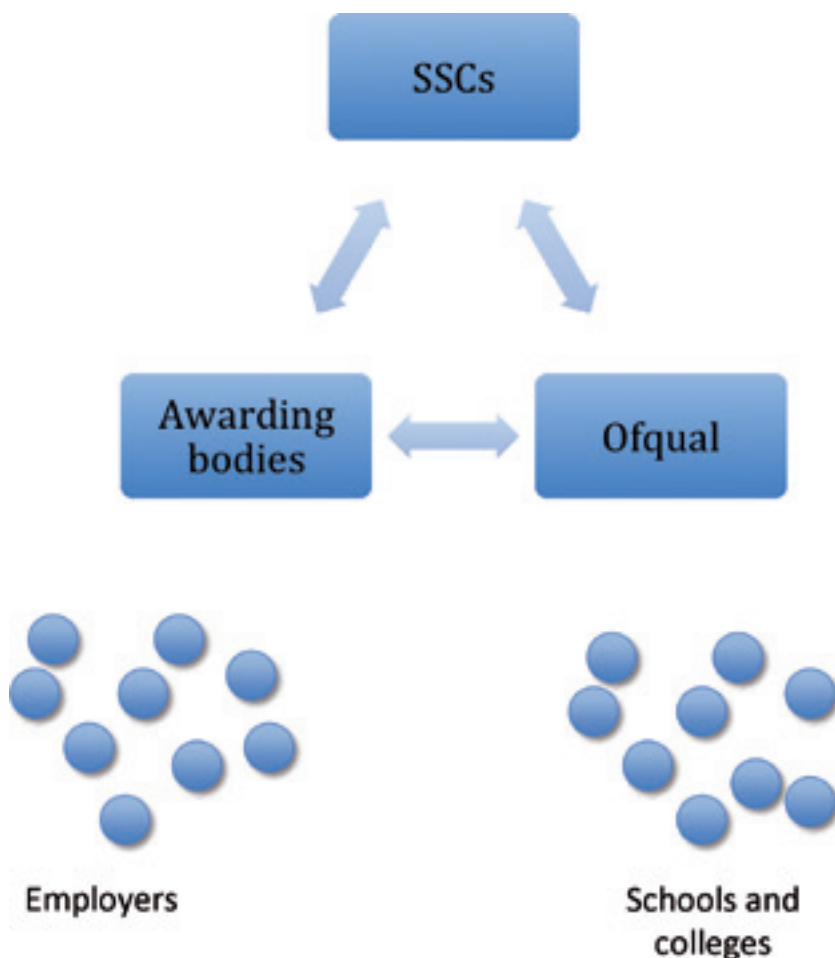 SSCs
Awarding
bodies
Ofqual
Employers
Schools and
colleges